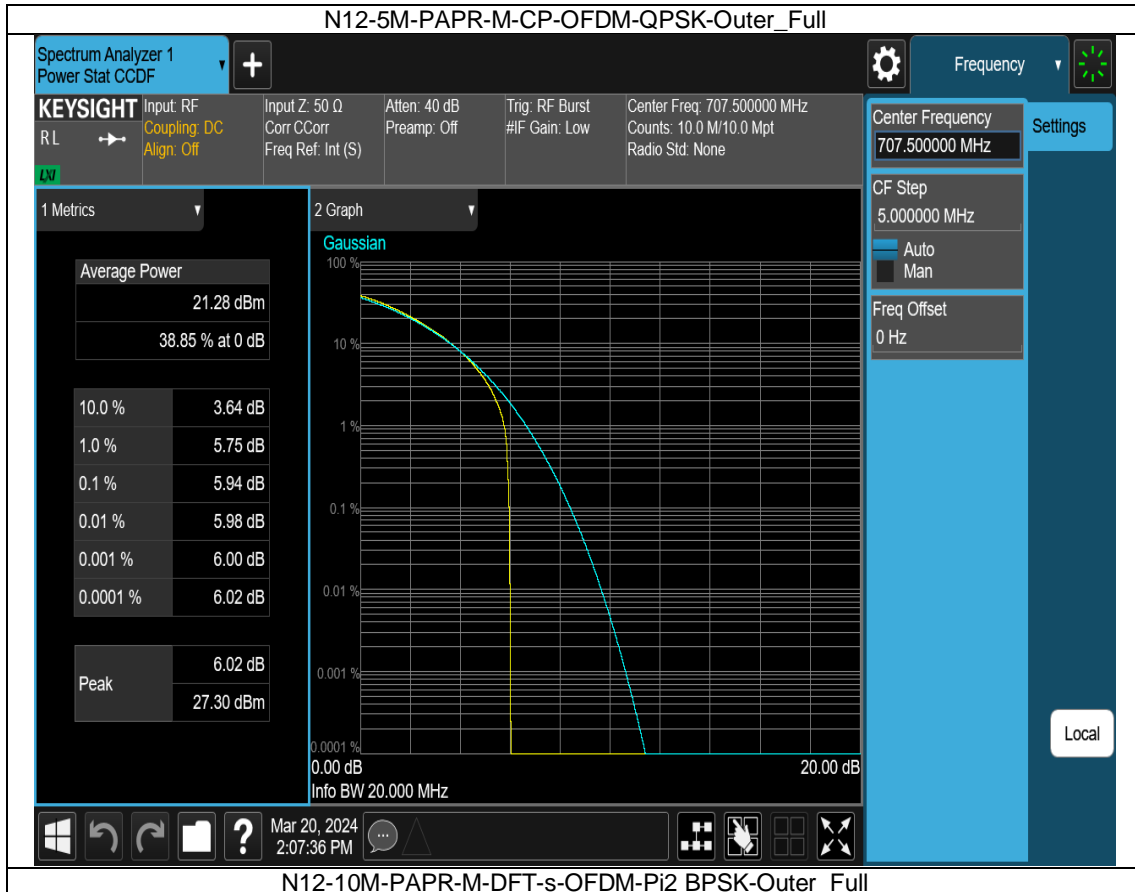 N12-5M-PAPR-M-CP-OFDM-QPSK-Outer_Full
Spectrum Analyzer 1
Power Stat CCDF
+
Frequency
KEYSIGHT
R L
LXI
Input: RF
Coupling: DC
Align: Off
Input Z: 50 Ω
Corr CCorr
Freq Ref: Int (S)
Atten: 40 dB
Preamp: Off
Trig: RF Burst
#IF Gain: Low
Center Freq: 707.500000 MHz
Counts: 10.0 M/10.0 Mpt
Radio Std: None
Center Frequency
707.500000 MHz
Settings
CF Step
5.000000 MHz
Auto
Man
Freq Offset
0 Hz
Local
1 Metrics
Average Power
21.28 dBm
38.85 % at 0 dB
10.0 % 3.64 dB
1.0 % 5.75 dB
0.1 % 5.94 dB
0.01 % 5.98 dB
0.001 % 6.00 dB
0.0001 % 6.02 dB
Peak
6.02 dB
27.30 dBm
2 Graph
Gaussian
100 %
10 %
1 %
0.1 %
0.01 %
0.001 %
0.0001 %
0.00 dB 20.00 dB
Info BW 20.000 MHz
?
Mar 20, 2024
2:07:36 PM
N12-10M-PAPR-M-DFT-s-OFDM-Pi2 BPSK-Outer_Full